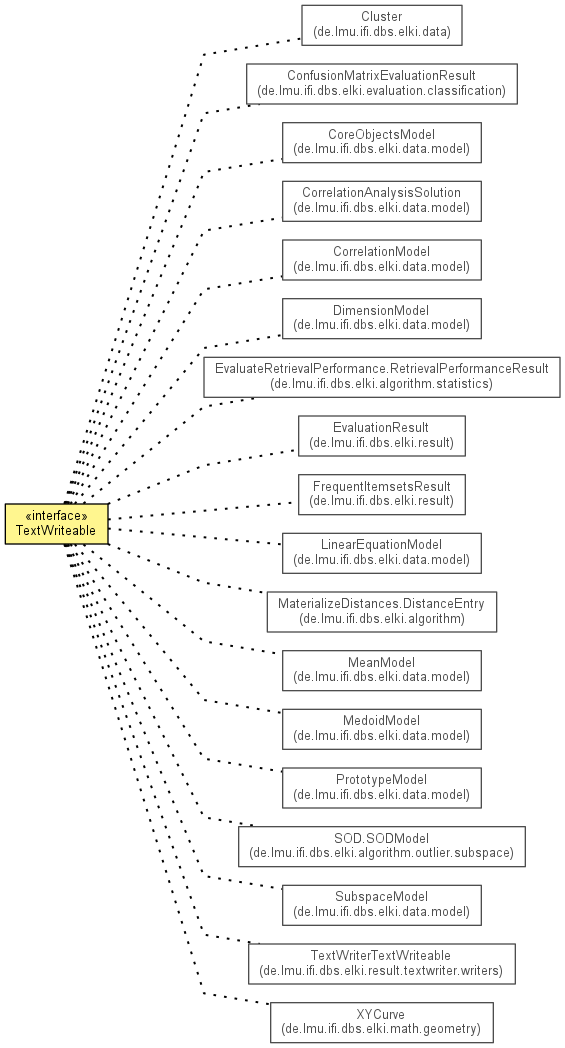 Cluster
(de.lmu.ifi.dbs.elki.data)
ConfusionMatrixEvaluationResult
(de.lmu.ifi.dbs.elki.evaluation.classification)
CoreObjectsModel
(de.lmu.ifi.dbs.elki.data.model)
CorrelationAnalysisSolution
(de.lmu.ifi.dbs.elki.data.model)
CorrelationModel
(de.lmu.ifi.dbs.elki.data.model)
DimensionModel
(de.lmu.ifi.dbs.elki.data.model)
EvaluateRetrievalPerformance.RetrievalPerformanceResult
(de.lmu.ifi.dbs.elki.algorithm.statistics)
EvaluationResult
(de.lmu.ifi.dbs.elki.result)
FrequentItemsetsResult
(de.lmu.ifi.dbs.elki.result)
«interface»
TextWriteable
LinearEquationModel
(de.lmu.ifi.dbs.elki.data.model)
MaterializeDistances.DistanceEntry
(de.lmu.ifi.dbs.elki.algorithm)
MeanModel
(de.lmu.ifi.dbs.elki.data.model)
MedoidModel
(de.lmu.ifi.dbs.elki.data.model)
PrototypeModel
(de.lmu.ifi.dbs.elki.data.model)
SOD.SODModel
(de.lmu.ifi.dbs.elki.algorithm.outlier.subspace)
SubspaceModel
(de.lmu.ifi.dbs.elki.data.model)
TextWriterTextWriteable
(de.lmu.ifi.dbs.elki.result.textwriter.writers)
XYCurve
(de.lmu.ifi.dbs.elki.math.geometry)